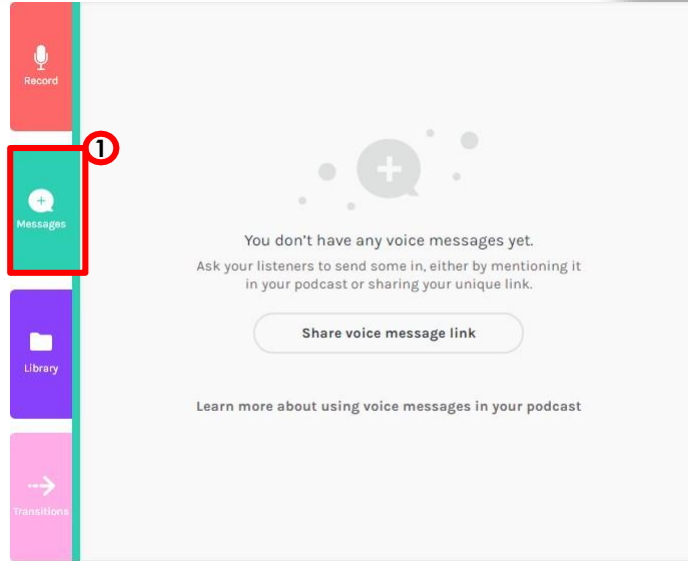 Record
1
Messages
Library
Transitions
You don't have any voice messages yet.
Ask your listeners to send some in, either by mentioning it
in your podcast or sharing your unique link.
Share voice message link
Learn more about using voice messages in your podcast